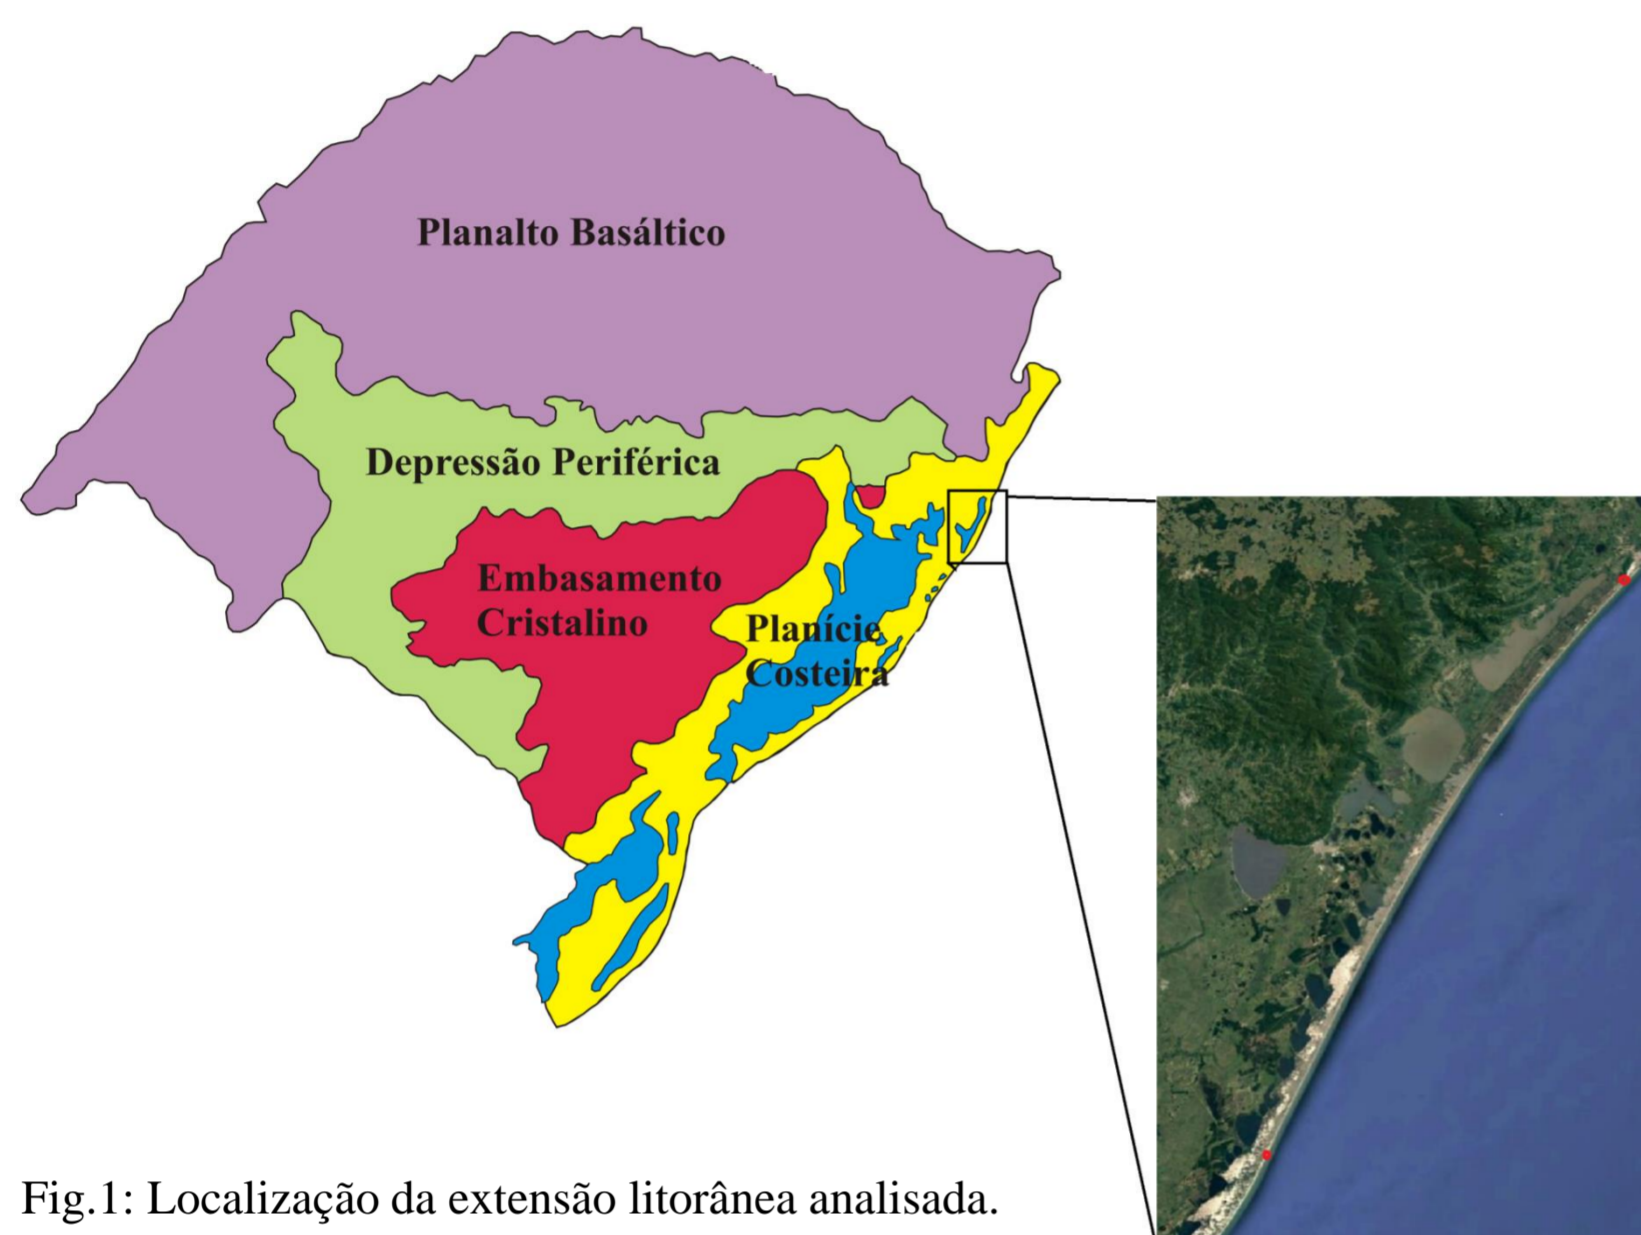 Planalto Basáltico
Depressão Periférica
Embasamento
Cristalino
Planície
Costeira
Fig.1: Localização da extensão litorânea analisada.